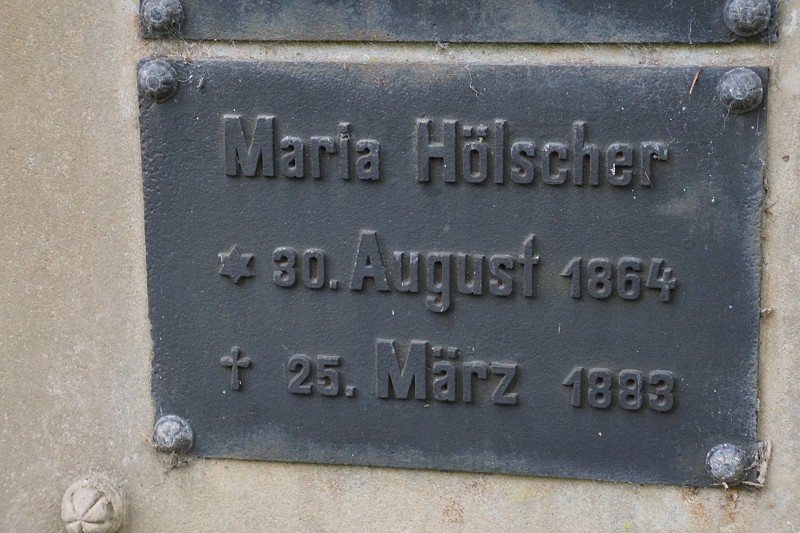 Maria Hölscher
✶ 30. August 1864
† 25. März 1883